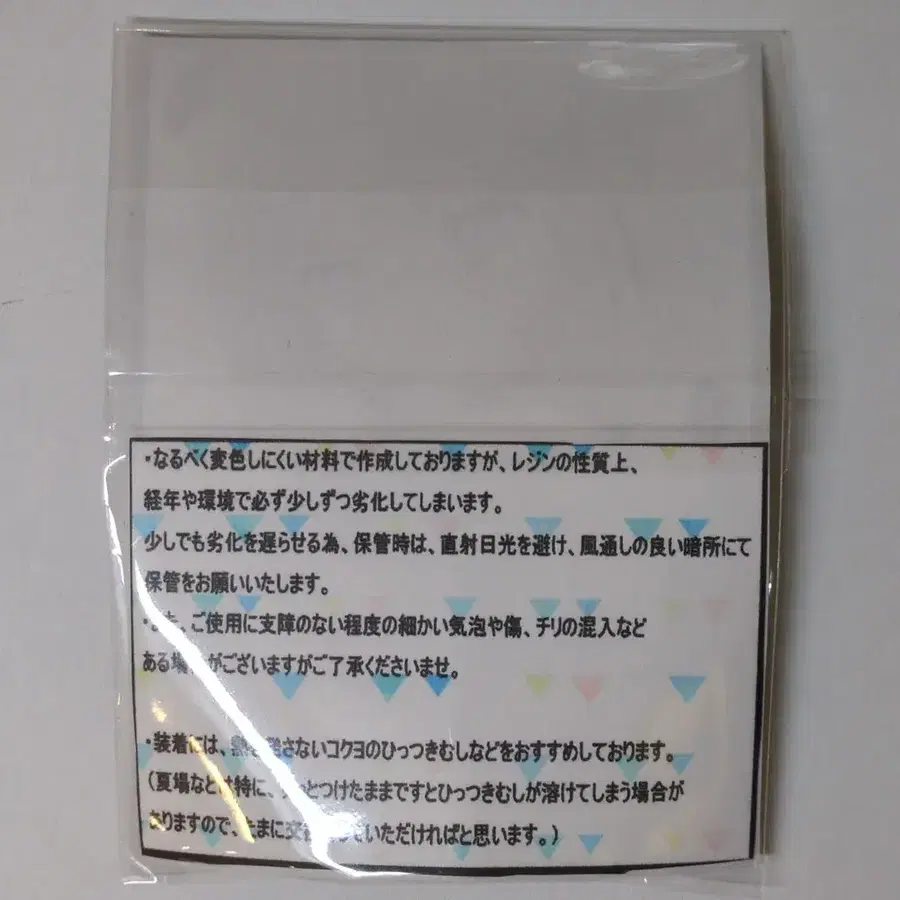 ・なるべく変色しにくい材料で作成しておりますが、レジンの性質上、
経年や環境で必ず少しずつ劣化してしまいます。
少しでも劣化を遅らせる為、保管時は、直射日光を避け、風通しの良い暗所にて
保管をお願いいたします。
・また、ご使用に支障のない程度の細かい気泡や傷、チリの混入など
ある場がございますがご了承くださいませ。
・装着には、さないコクヨのひっつきむしなどをおすすめしております。
(夏場などは特に、とつけたままですとひっつきむしが溶けてしまう場合が
ありますので、たまに交いただければと思います。)